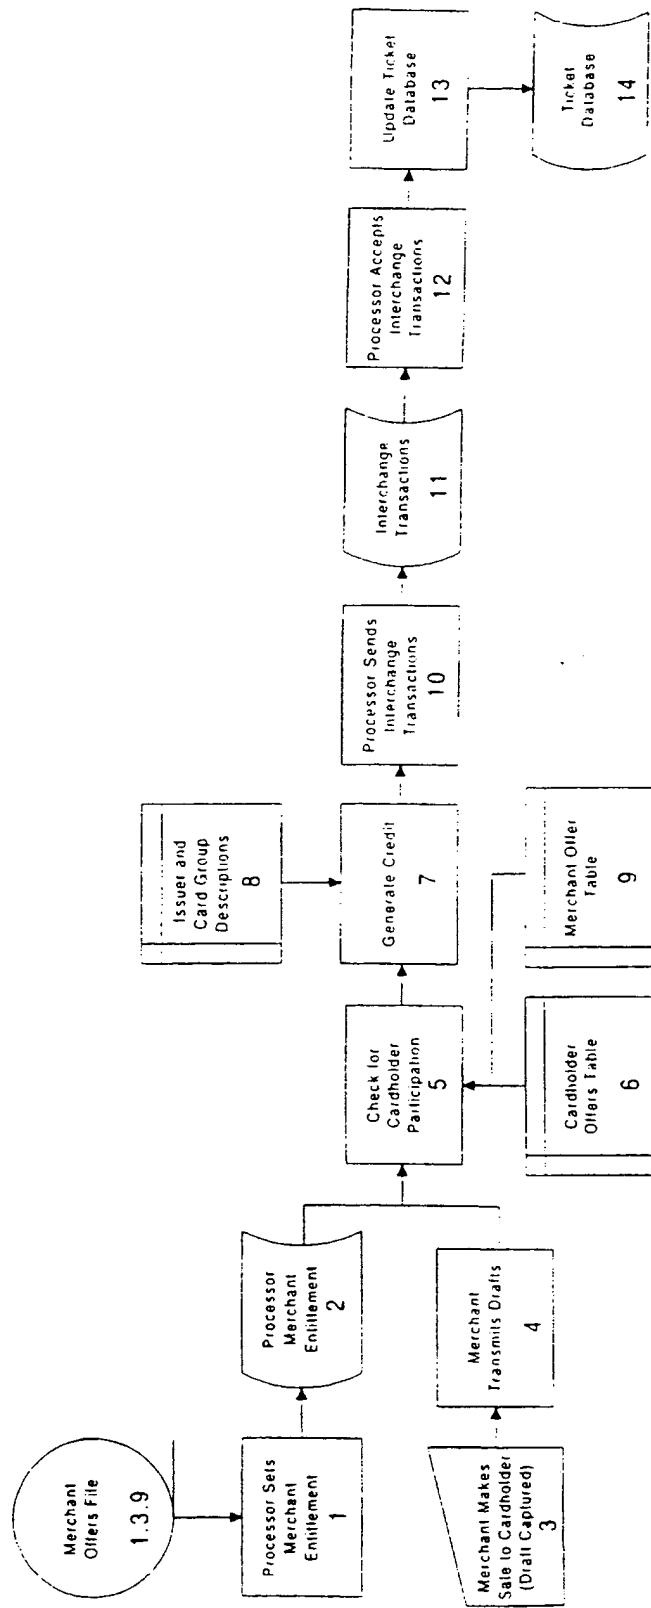 Merchant
Offers File
1.3.9
Processor Sets
Merchant
Entitlement
1
Processor
Merchant
Entitlement
2
Merchant Makes
Sale to Cardholder
(Draft Captured)
3
Merchant
Transmits Drafts
4
Check for
Cardholder
Participation
5
Cardholder
Offers Table
6
Generate Credit
7
Issuer and
Card Group
Descriptions
8
Merchant Offer
Table
9
Processor Sends
Interchange
Transactions
10
Interchange
Transactions
11
Processor Accepts
Interchange
Transactions
12
Update Ticket
Database
13
Ticket
Database
14